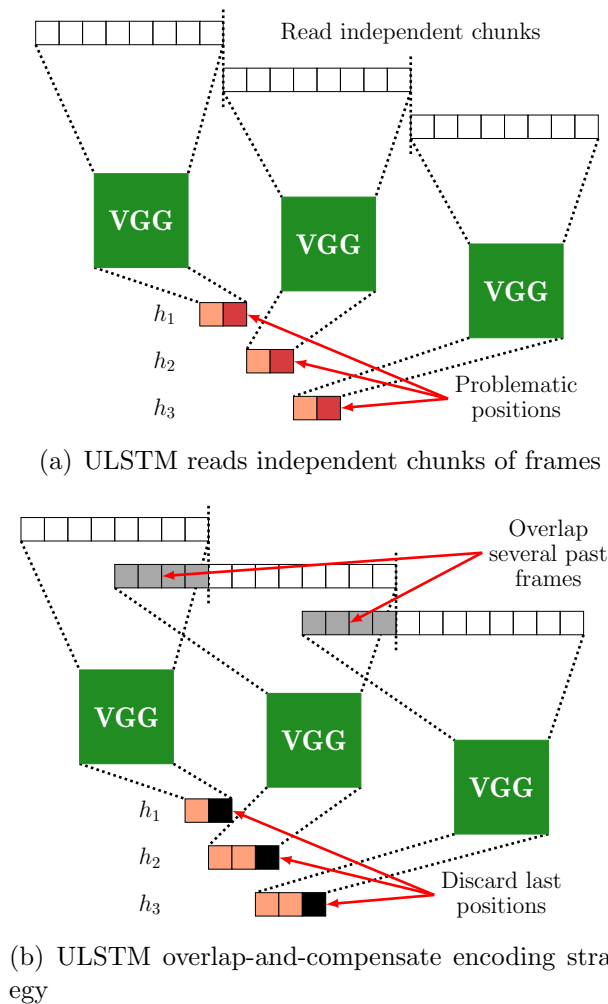 Read independent chunks
VGG
VGG
VGG
h1
h2
h3
Problematic
positions
(a) ULSTM reads independent chunks of frames
Overlap
several past
frames
VGG
VGG
VGG
h1
h2
h3
Discard last
positions
(b) ULSTM overlap-and-compensate encoding strat
egy